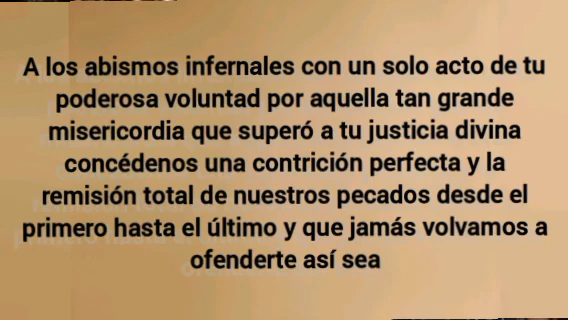 A los abismos infernales con un solo acto de tu
poderosa voluntad por aquella tan grande
misericordia que superó a tu justicia divina
concédenos una contrición perfecta y la
remisión total de nuestros pecados desde el
primero hasta el último y que jamás volvamos a
ofenderte así sea